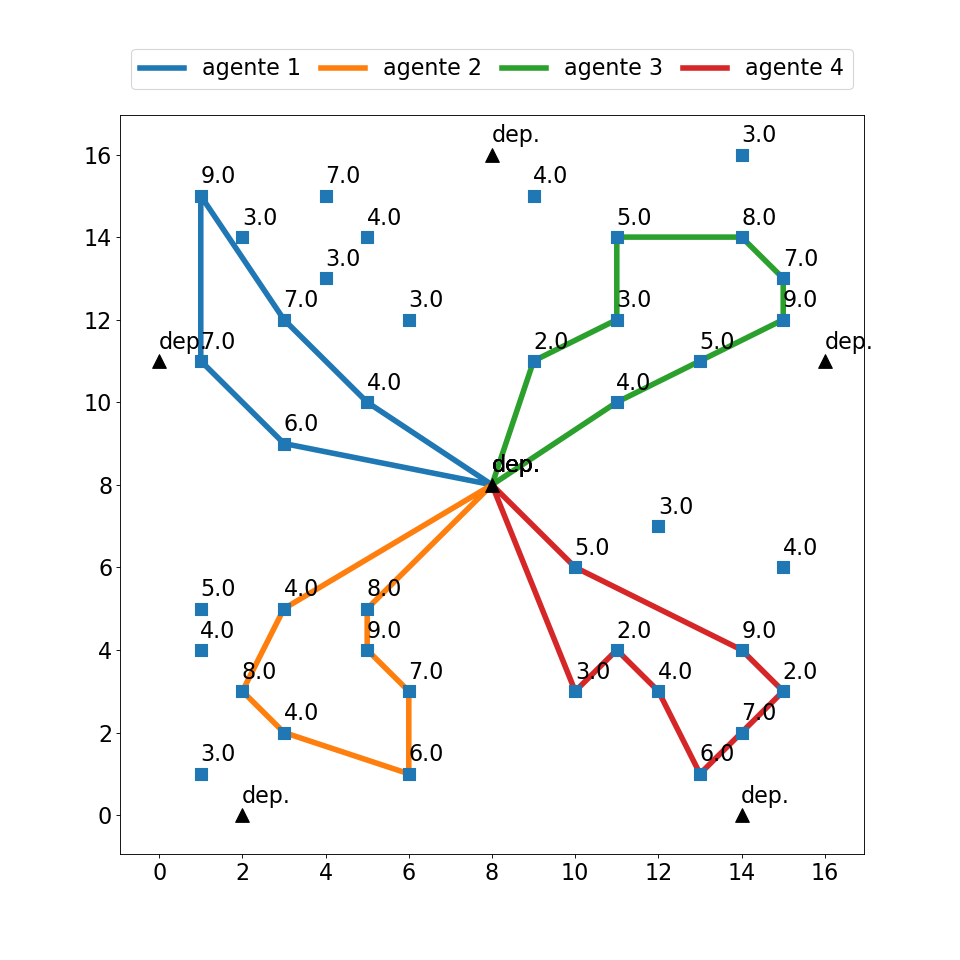 agente 1 agente 2 agente 3 agente 4
dep. 3.0
16
9.0 7.0 4.0
3.0 4.0 5.0 8.0
14
3.0 7.0
7.0 3.0 3.0 9.0
12
dep. 7.0 2.0 5.0 dep.
4.0 4.0
10
6.0
dep.
8
3.0
5.0 4.0
6
5.0 4.0 8.0
4.0 9.0 2.0 9.0
4
8.0 7.0 3.0 4.0 2.0
4.0 7.0
2
3.0 6.0 6.0
dep. dep.
0
0 2 4 6 8 10 12 14 16